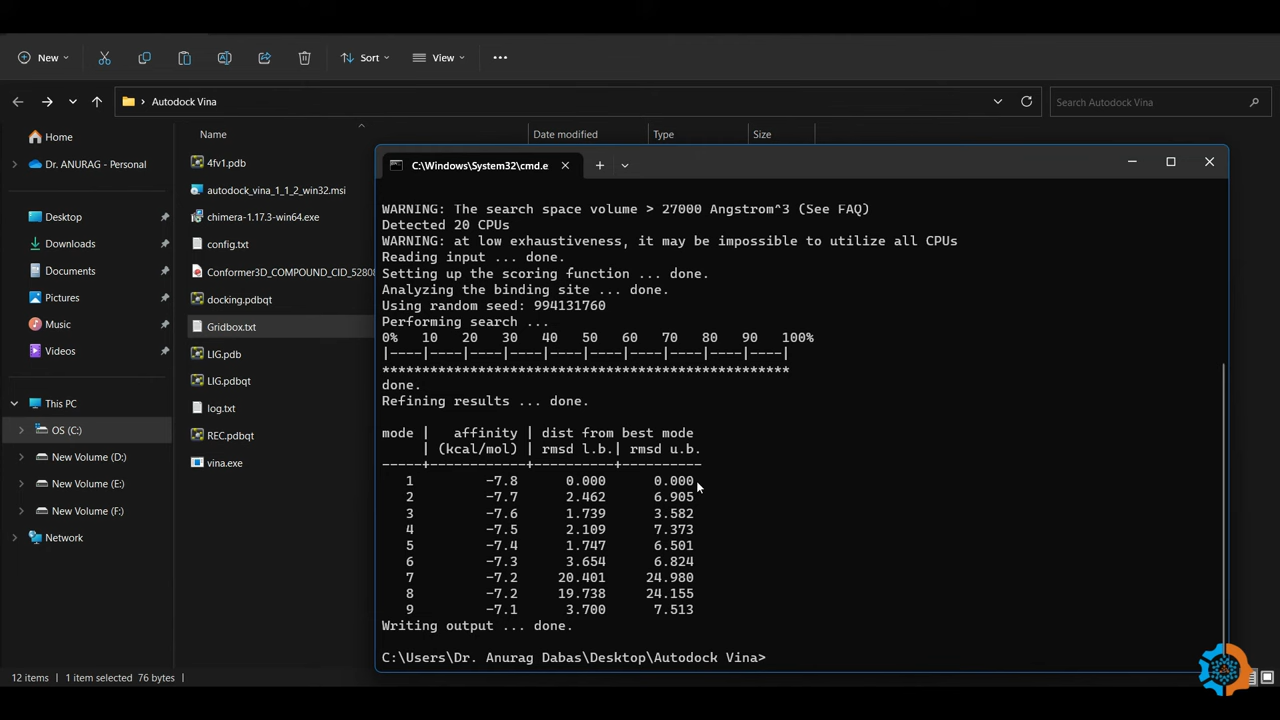 New
Sort
View
Autodock Vina
Search Autodock Vina
Home
Dr. ANURAG - Personal
Desktop
Downloads
Documents
Pictures
Music
Videos
This PC
OS (C:)
New Volume (D:)
New Volume (E:)
New Volume (F:)
Network
Name
Date modified
Type
Size
4fv1.pdb
autodock_vina_1_1_2_win32.msi
chimera-1.17.3-win64.exe
config.txt
Conformer3D_COMPOUND_CID_5280
docking.pdbqt
Gridbox.txt
LIG.pdb
LIG.pdbqt
log.txt
REC.pdbqt
vina.exe
C:\Windows\System32\cmd.e
WARNING: The search space volume > 27000 Angstrom^3 (See FAQ)
Detected 20 CPUs
WARNING: at low exhaustiveness, it may be impossible to utilize all CPUs
Reading input ... done.
Setting up the scoring function ... done.
Analyzing the binding site ... done.
Using random seed: 994131760
Performing search ...
0%   10   20   30   40   50   60   70   80   90   100%
|----|----|----|----|----|----|----|----|----|----|
***************************************************
done.
Refining results ... done.
mode |   affinity | dist from best mode
     | (kcal/mol) | rmsd l.b.| rmsd u.b.
-----+------------+----------+----------
   1         -7.8      0.000      0.000
   2         -7.7      2.462      6.905
   3         -7.6      1.739      3.582
   4         -7.5      2.109      7.373
   5         -7.4      1.747      6.501
   6         -7.3      3.654      6.824
   7         -7.2     20.401     24.980
   8         -7.2     19.738     24.155
   9         -7.1      3.700      7.513
Writing output ... done.
C:\Users\Dr. Anurag Dabas\Desktop\Autodock Vina>
12 items
1 item selected 76 bytes